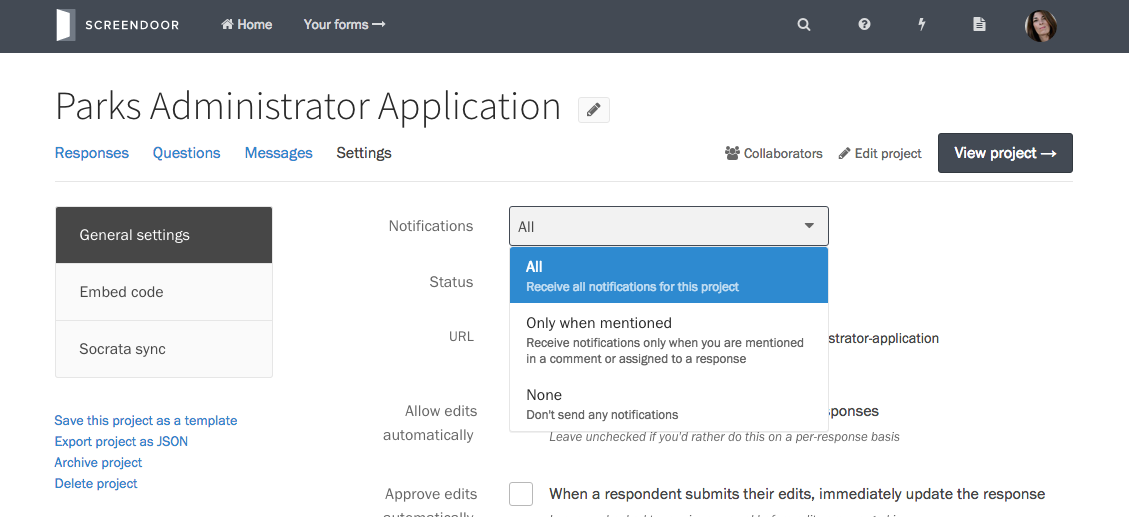 SCREENDOOR
Home
Your forms →
Parks Administrator Application
Responses
Questions
Messages
Settings
Collaborators
Edit project
View project →
General settings
Embed code
Socrata sync
Save this project as a template
Export project as JSON
Archive project
Delete project
Notifications
All
All
Receive all notifications for this project
Only when mentioned
Receive notifications only when you are mentioned
in a comment or assigned to a response
None
Don't send any notifications
Status
URL
strator-application
Allow edits
automatically
ponses
Leave unchecked if you'd rather do this on a per-response basis
Approve edits
When a respondent submits their edits, immediately update the response
automatically